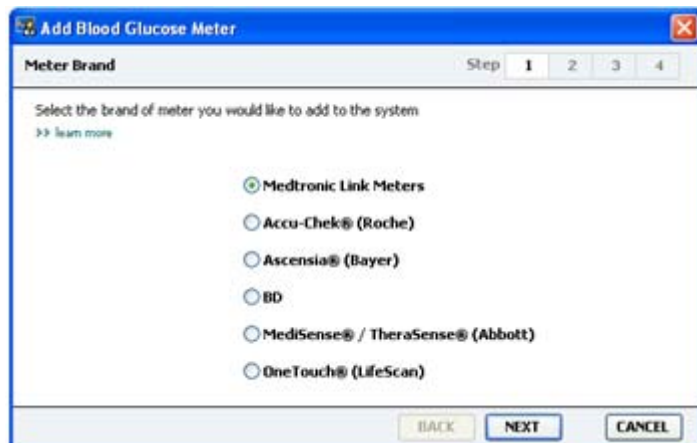 Add Blood Glucose Meter
Meter Brand Step 1 2 3 4
Select the brand of meter you would like to add to the system
>> learn more
Medtronic Link Meters
Accu-Chek® (Roche)
Ascensia® (Bayer)
BD
MediSense® / TheraSense® (Abbott)
OneTouch® (LifeScan)
BACK NEXT CANCEL